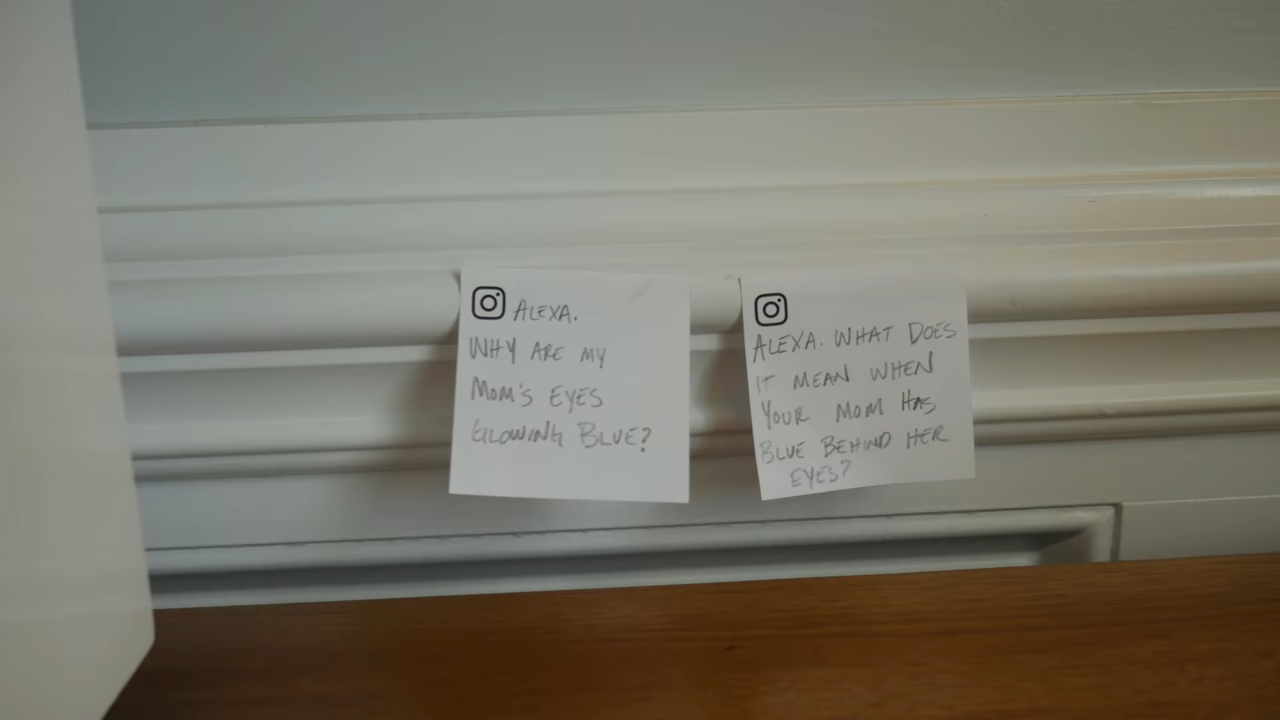 ALEXA.
WHY ARE MY
MOM'S EYES
GLOWING BLUE?
ALEXA. WHAT DOES
IT MEAN WHEN
YOUR MOM HAS
BLUE BEHIND HER
EYES?